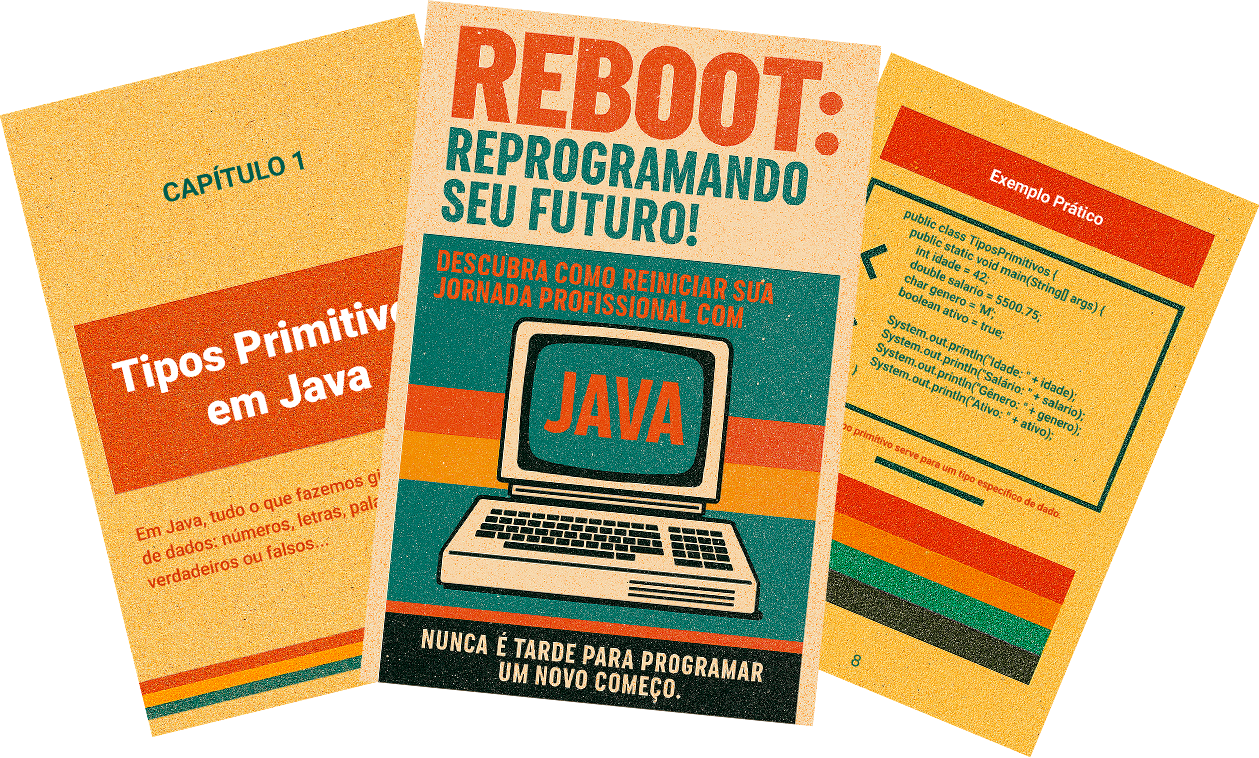 CAPÍTULO 1
Tipos Primitivo
em Java
Em Java, tudo o que fazemos gi
de dados: números, letras, pala
verdadeiros ou falsos...
REBOOT:
REPROGRAMANDO
SEU FUTURO!
DESCUBRA COMO REINICIAR SUA
JORNADA PROFISSIONAL COM
JAVA
NUNCA É TARDE PARA PROGRAMAR
UM NOVO COMEÇO.
Exemplo Prático
public class TiposPrimitivos {
public static void main(String[] args) {
int idade = 42;
double salario = 5500.75;
char genero = 'M';
boolean ativo = true;
System.out.println("Idade: " + idade);
System.out.println("Salário: " + salario);
System.out.println("Gênero: " + genero);
System.out.println("Ativo: " + ativo);
}
po primitivo serve para um tipo específico de dado.
8